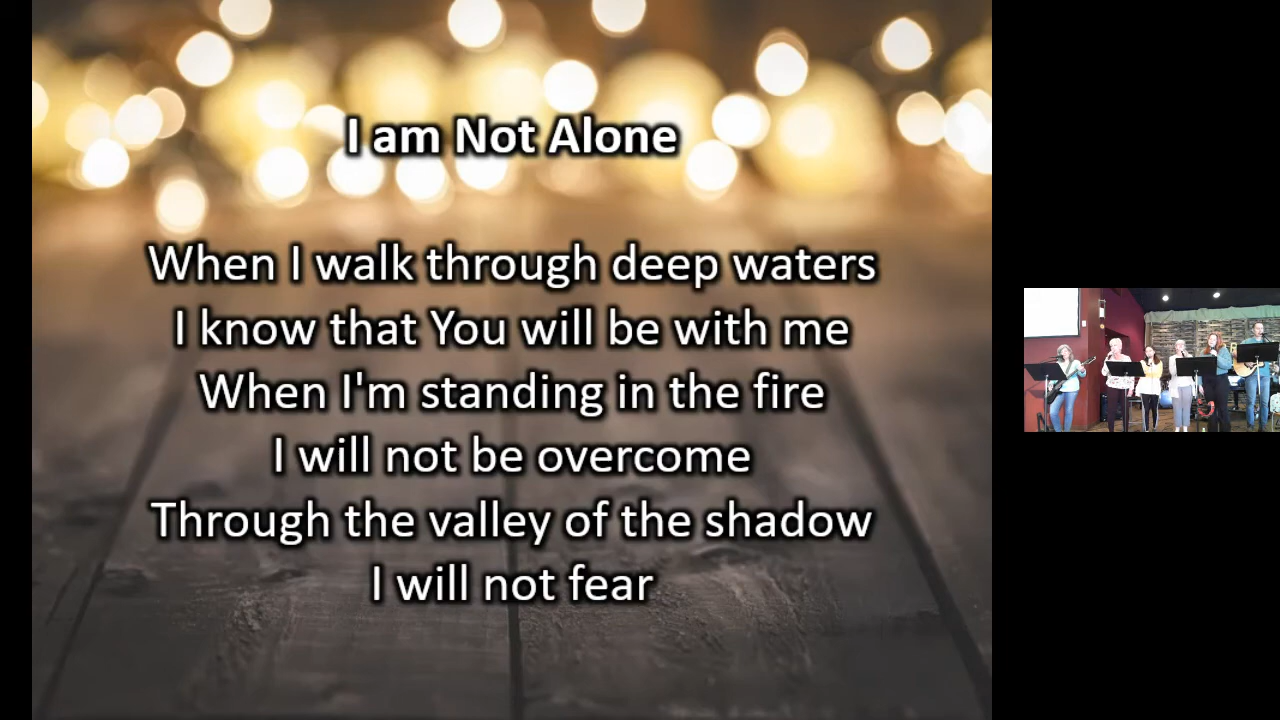 I am Not Alone
When I walk through deep waters
I know that You will be with me
When I'm standing in the fire
I will not be overcome
Through the valley of the shadow
I will not fear